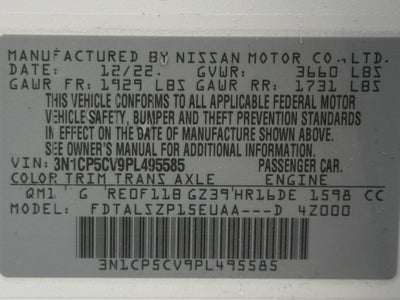 MANUFACTURED BY NISSAN MOTOR CO., LTD.
DATE: 12/22. GVWR: 3660 LBS
GAWR FR: 1929 LBS GAWR RR: 1731 LBS
THIS VEHICLE CONFORMS TO ALL APPLICABLE FEDERAL MOTOR
VEHICLE SAFETY, BUMPER AND THEFT PREVENTION STANDARDS
IN EFFECT ON THE DATE OF MANUFACTURE SHOWN ABOVE.
SEE OWNER'S MANUAL FOR ADDITIONAL INFORMATION.
VIN: 3N1CP5CV9PL495585 PASSENGER CAR.
COLOR TRIM TRANS AXLE ENGINE
QM1 G RE0F11B GZ39 HR16DE 1598 CC
MODEL: FDTALSZP15EUAA---D 4Z000
3N1CP5CV9PL495585